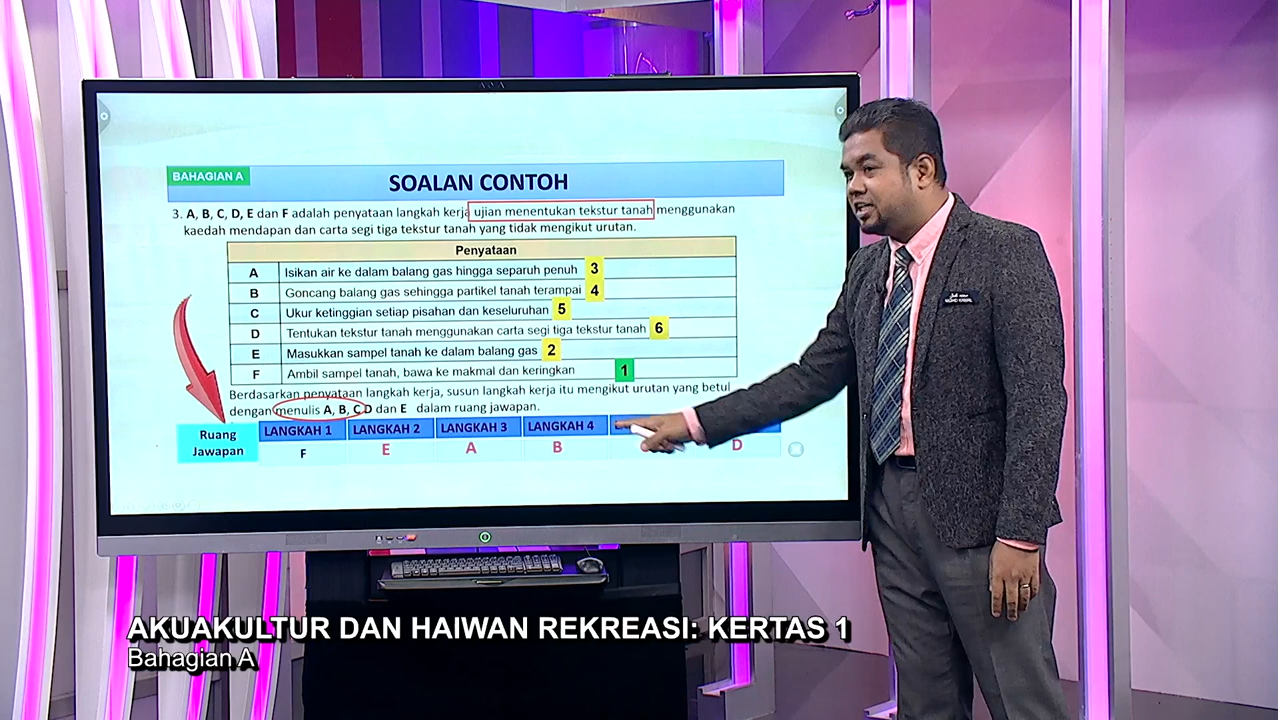 BAHAGIAN A
SOALAN CONTOH
3. A, B, C, D, E dan F adalah penyataan langkah kerja ujian menentukan tekstur tanah menggunakan
kaedah mendapan dan carta segi tiga tekstur tanah yang tidak mengikut urutan.
Penyataan
A Isikan air ke dalam balang gas hingga separuh penuh 3
B Goncang balang gas sehingga partikel tanah terampai 4
C Ukur ketinggian setiap pisahan dan keseluruhan 5
D Tentukan tekstur tanah menggunakan carta segi tiga tekstur tanah 6
E Masukkan sampel tanah ke dalam balang gas 2
F Ambil sampel tanah, bawa ke makmal dan keringkan 1
Berdasarkan penyataan langkah kerja, susun langkah kerja itu mengikut urutan yang betul
dengan menulis A, B, C D dan E dalam ruang jawapan.
Ruang Jawapan
LANGKAH 1 LANGKAH 2 LANGKAH 3 LANGKAH 4
F E A B D
AKUAKULTUR DAN HAIWAN REKREASI: KERTAS 1
Bahagian A